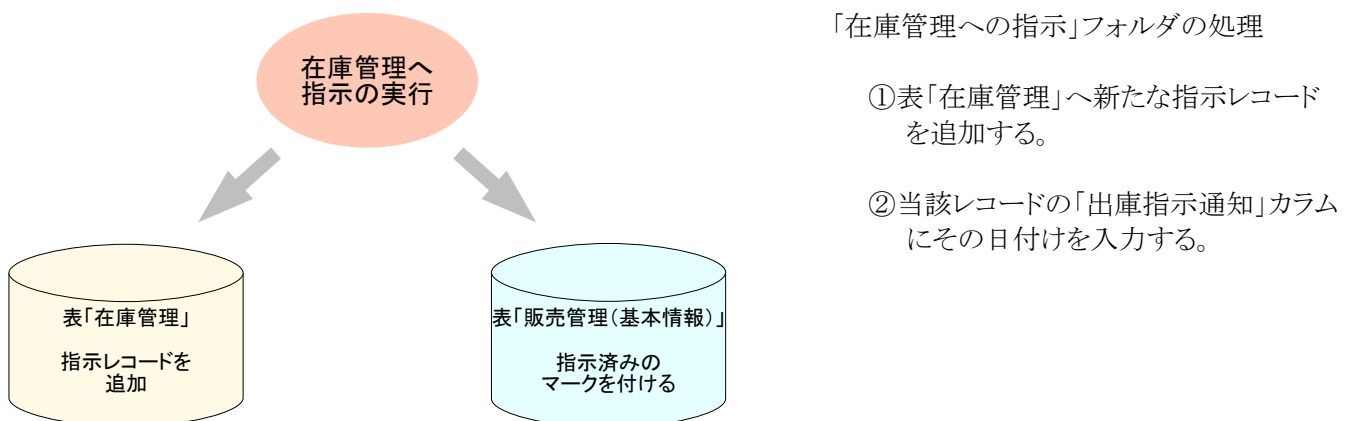 在庫管理へ
指示の実行
表「在庫管理」
指示レコードを
追加
表「販売管理（基本情報）」
指示済みの
マークを付ける
「在庫管理への指示」フォルダの処理
①表「在庫管理」へ新たな指示レコード
を追加する。
②当該レコードの「出庫指示通知」カラム
にその日付けを入力する。